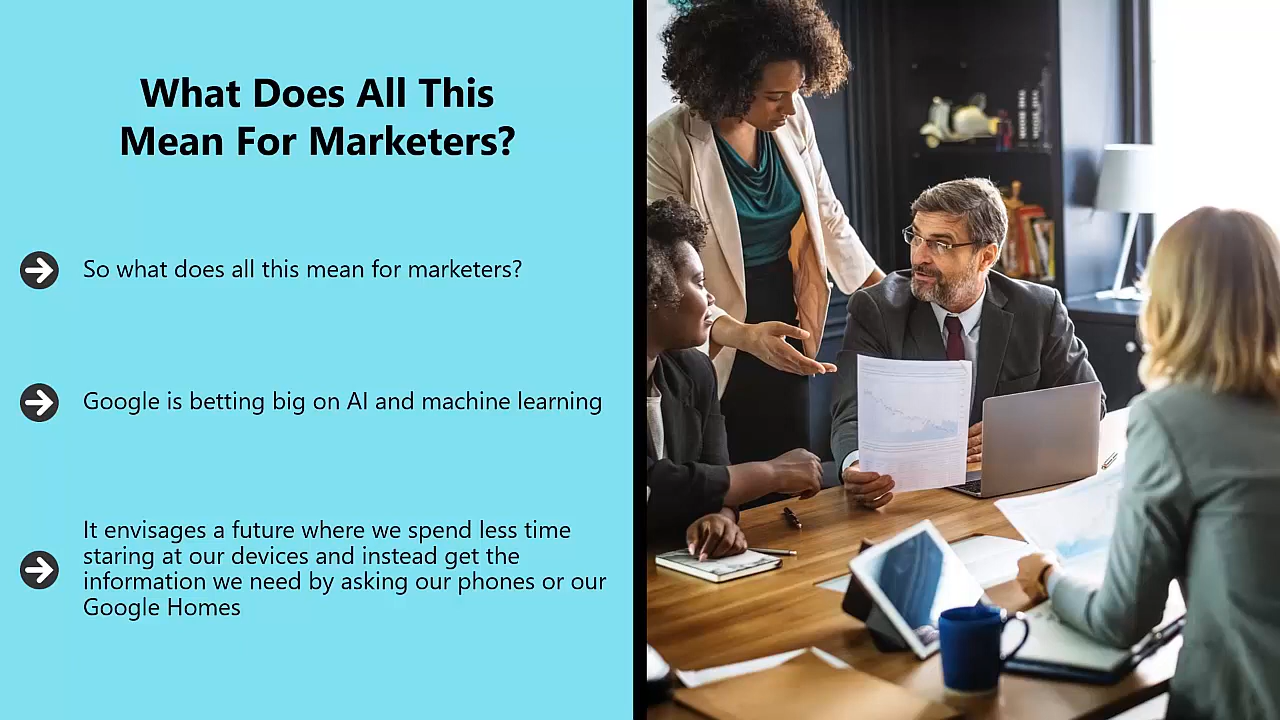 What Does All This
Mean For Marketers?
So what does all this mean for marketers?
Google is betting big on AI and machine learning
It envisages a future where we spend less time
staring at our devices and instead get the
information we need by asking our phones or our
Google Homes